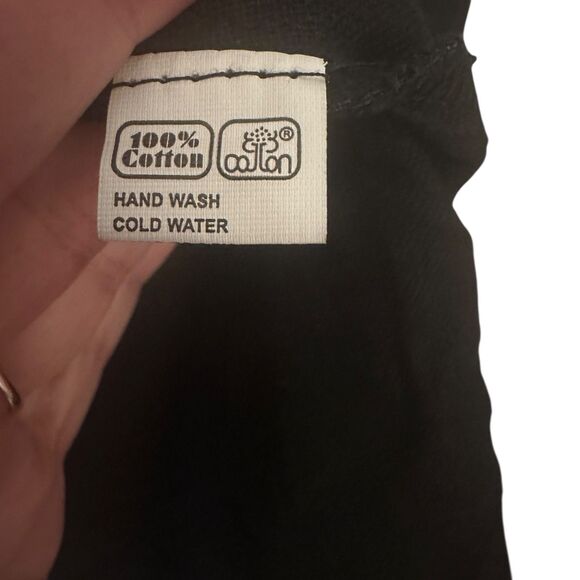 100%
Cotton
cotton ®
HAND WASH
COLD WATER